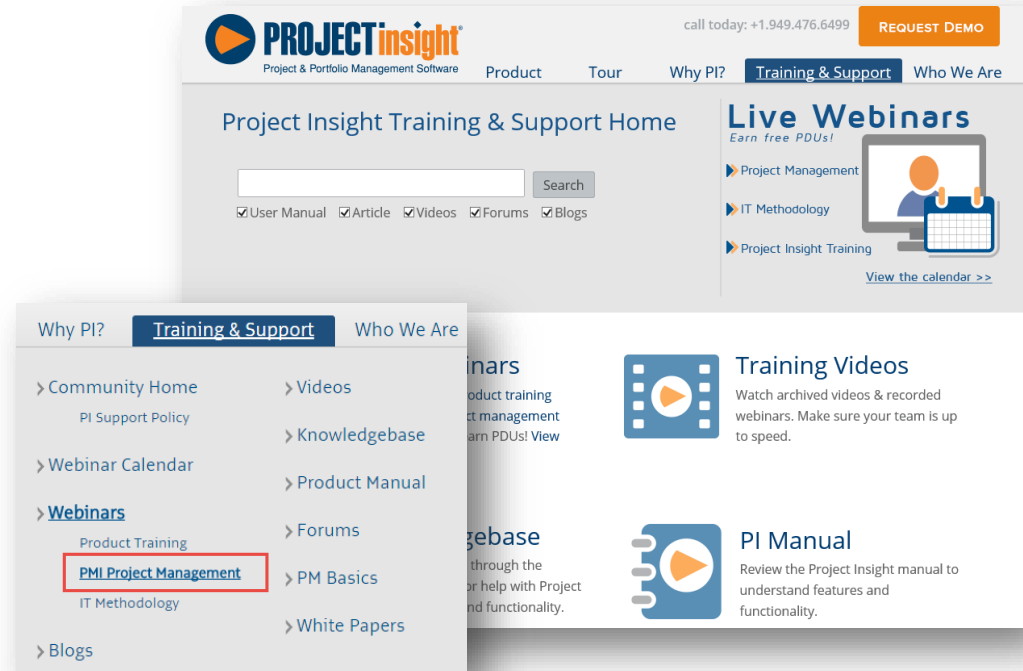 PROJECTinsight®
Project & Portfolio Management Software
call today: +1.949.476.6499
REQUEST DEMO
Product
Tour
Why PI?
Training & Support
Who We Are
Project Insight Training & Support Home
Search
User Manual
Article
Videos
Forums
Blogs
Live Webinars
Earn free PDUs!
Project Management
IT Methodology
Project Insight Training
View the calendar >>
Why PI?
Training & Support
Who We Are
Community Home
PI Support Policy
Webinar Calendar
Webinars
Product Training
PMI Project Management
IT Methodology
Blogs
Videos
Knowledgebase
Product Manual
Forums
PM Basics
White Papers
inars
oduct training
ct management
arn PDUs! View
Training Videos
Watch archived videos & recorded
webinars. Make sure your team is up
to speed.
gebase
through the
or help with Project
nd functionality.
PI Manual
Review the Project Insight manual to
understand features and
functionality.